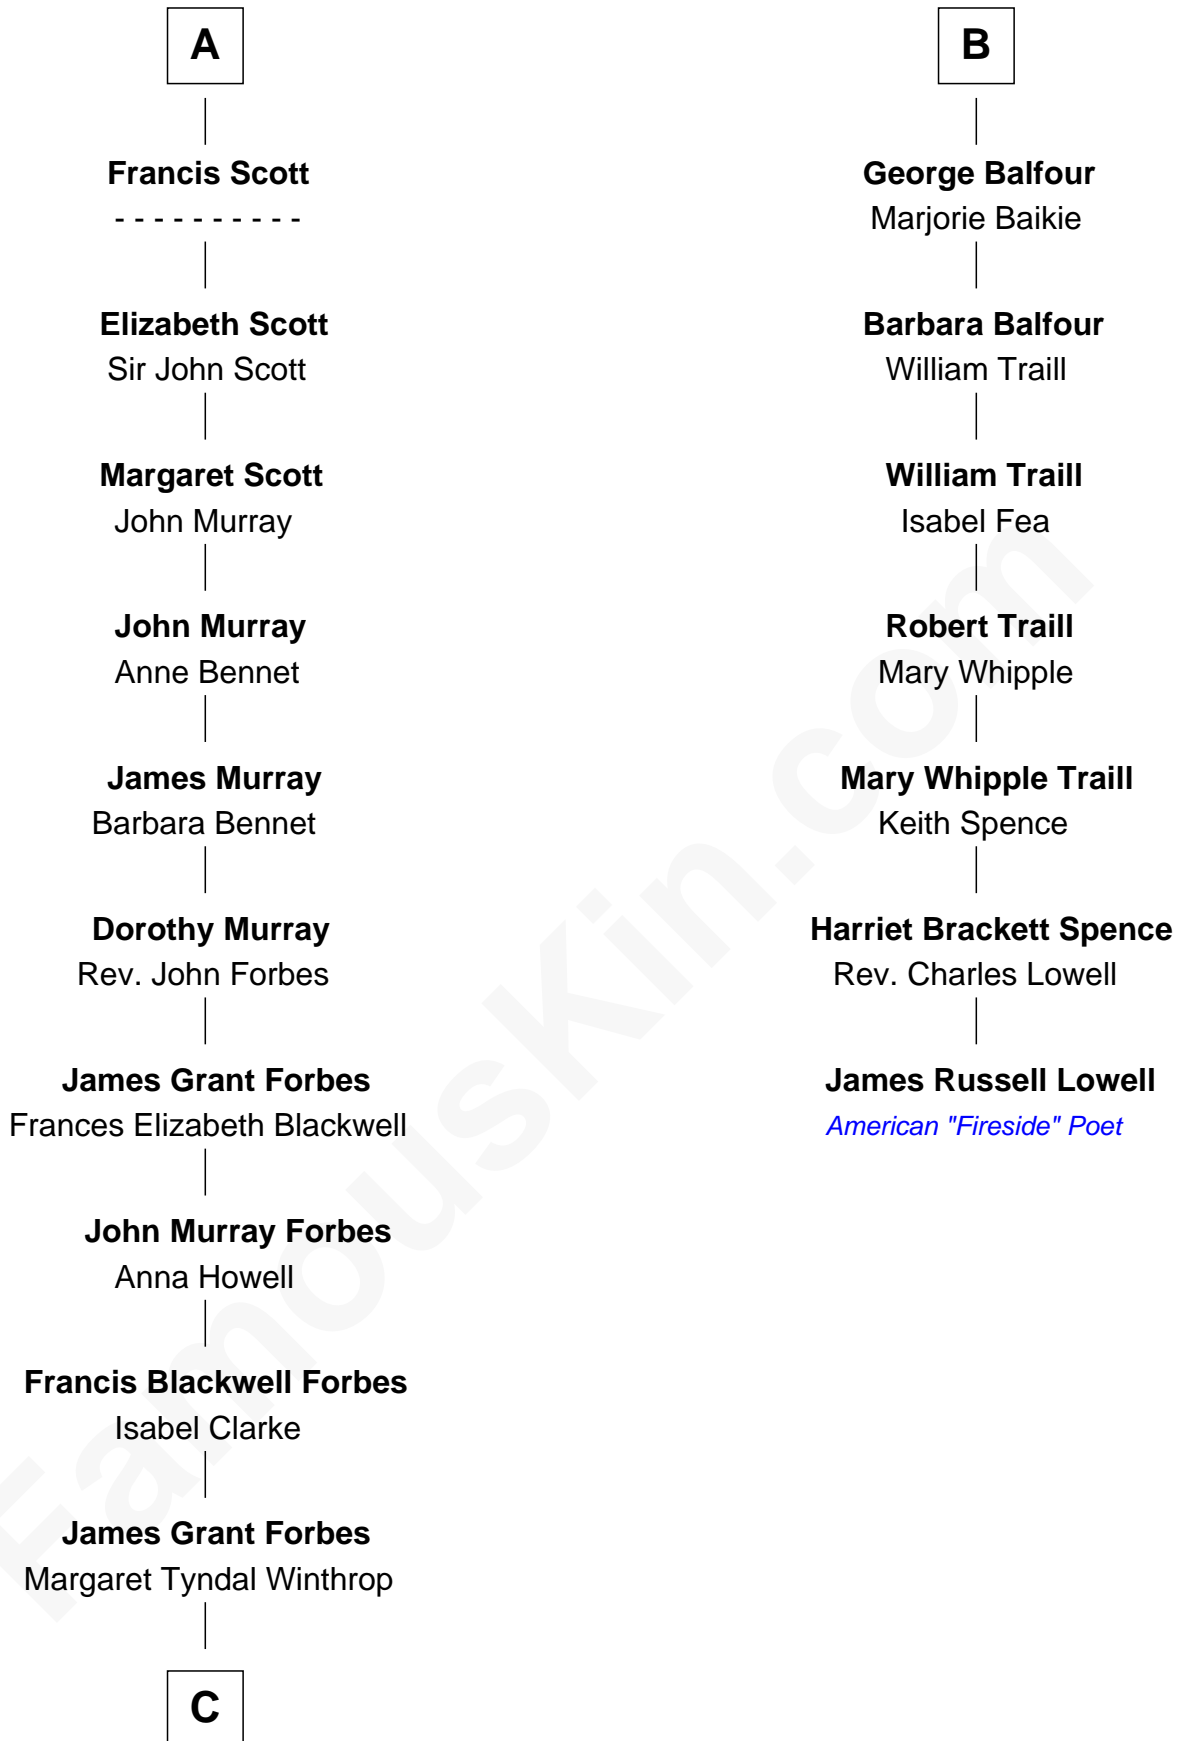 A
Francis Scott
- - - - - - - - - -
Elizabeth Scott
Sir John Scott
Margaret Scott
John Murray
John Murray
Anne Bennet
James Murray
Barbara Bennet
Dorothy Murray
Rev. John Forbes
James Grant Forbes
Frances Elizabeth Blackwell
John Murray Forbes
Anna Howell
Francis Blackwell Forbes
Isabel Clarke
James Grant Forbes
Margaret Tyndal Winthrop
C
B
George Balfour
Marjorie Baikie
Barbara Balfour
William Traill
William Traill
Isabel Fea
Robert Traill
Mary Whipple
Mary Whipple Traill
Keith Spence
Harriet Brackett Spence
Rev. Charles Lowell
James Russell Lowell
American "Fireside" Poet
FamousKin.com